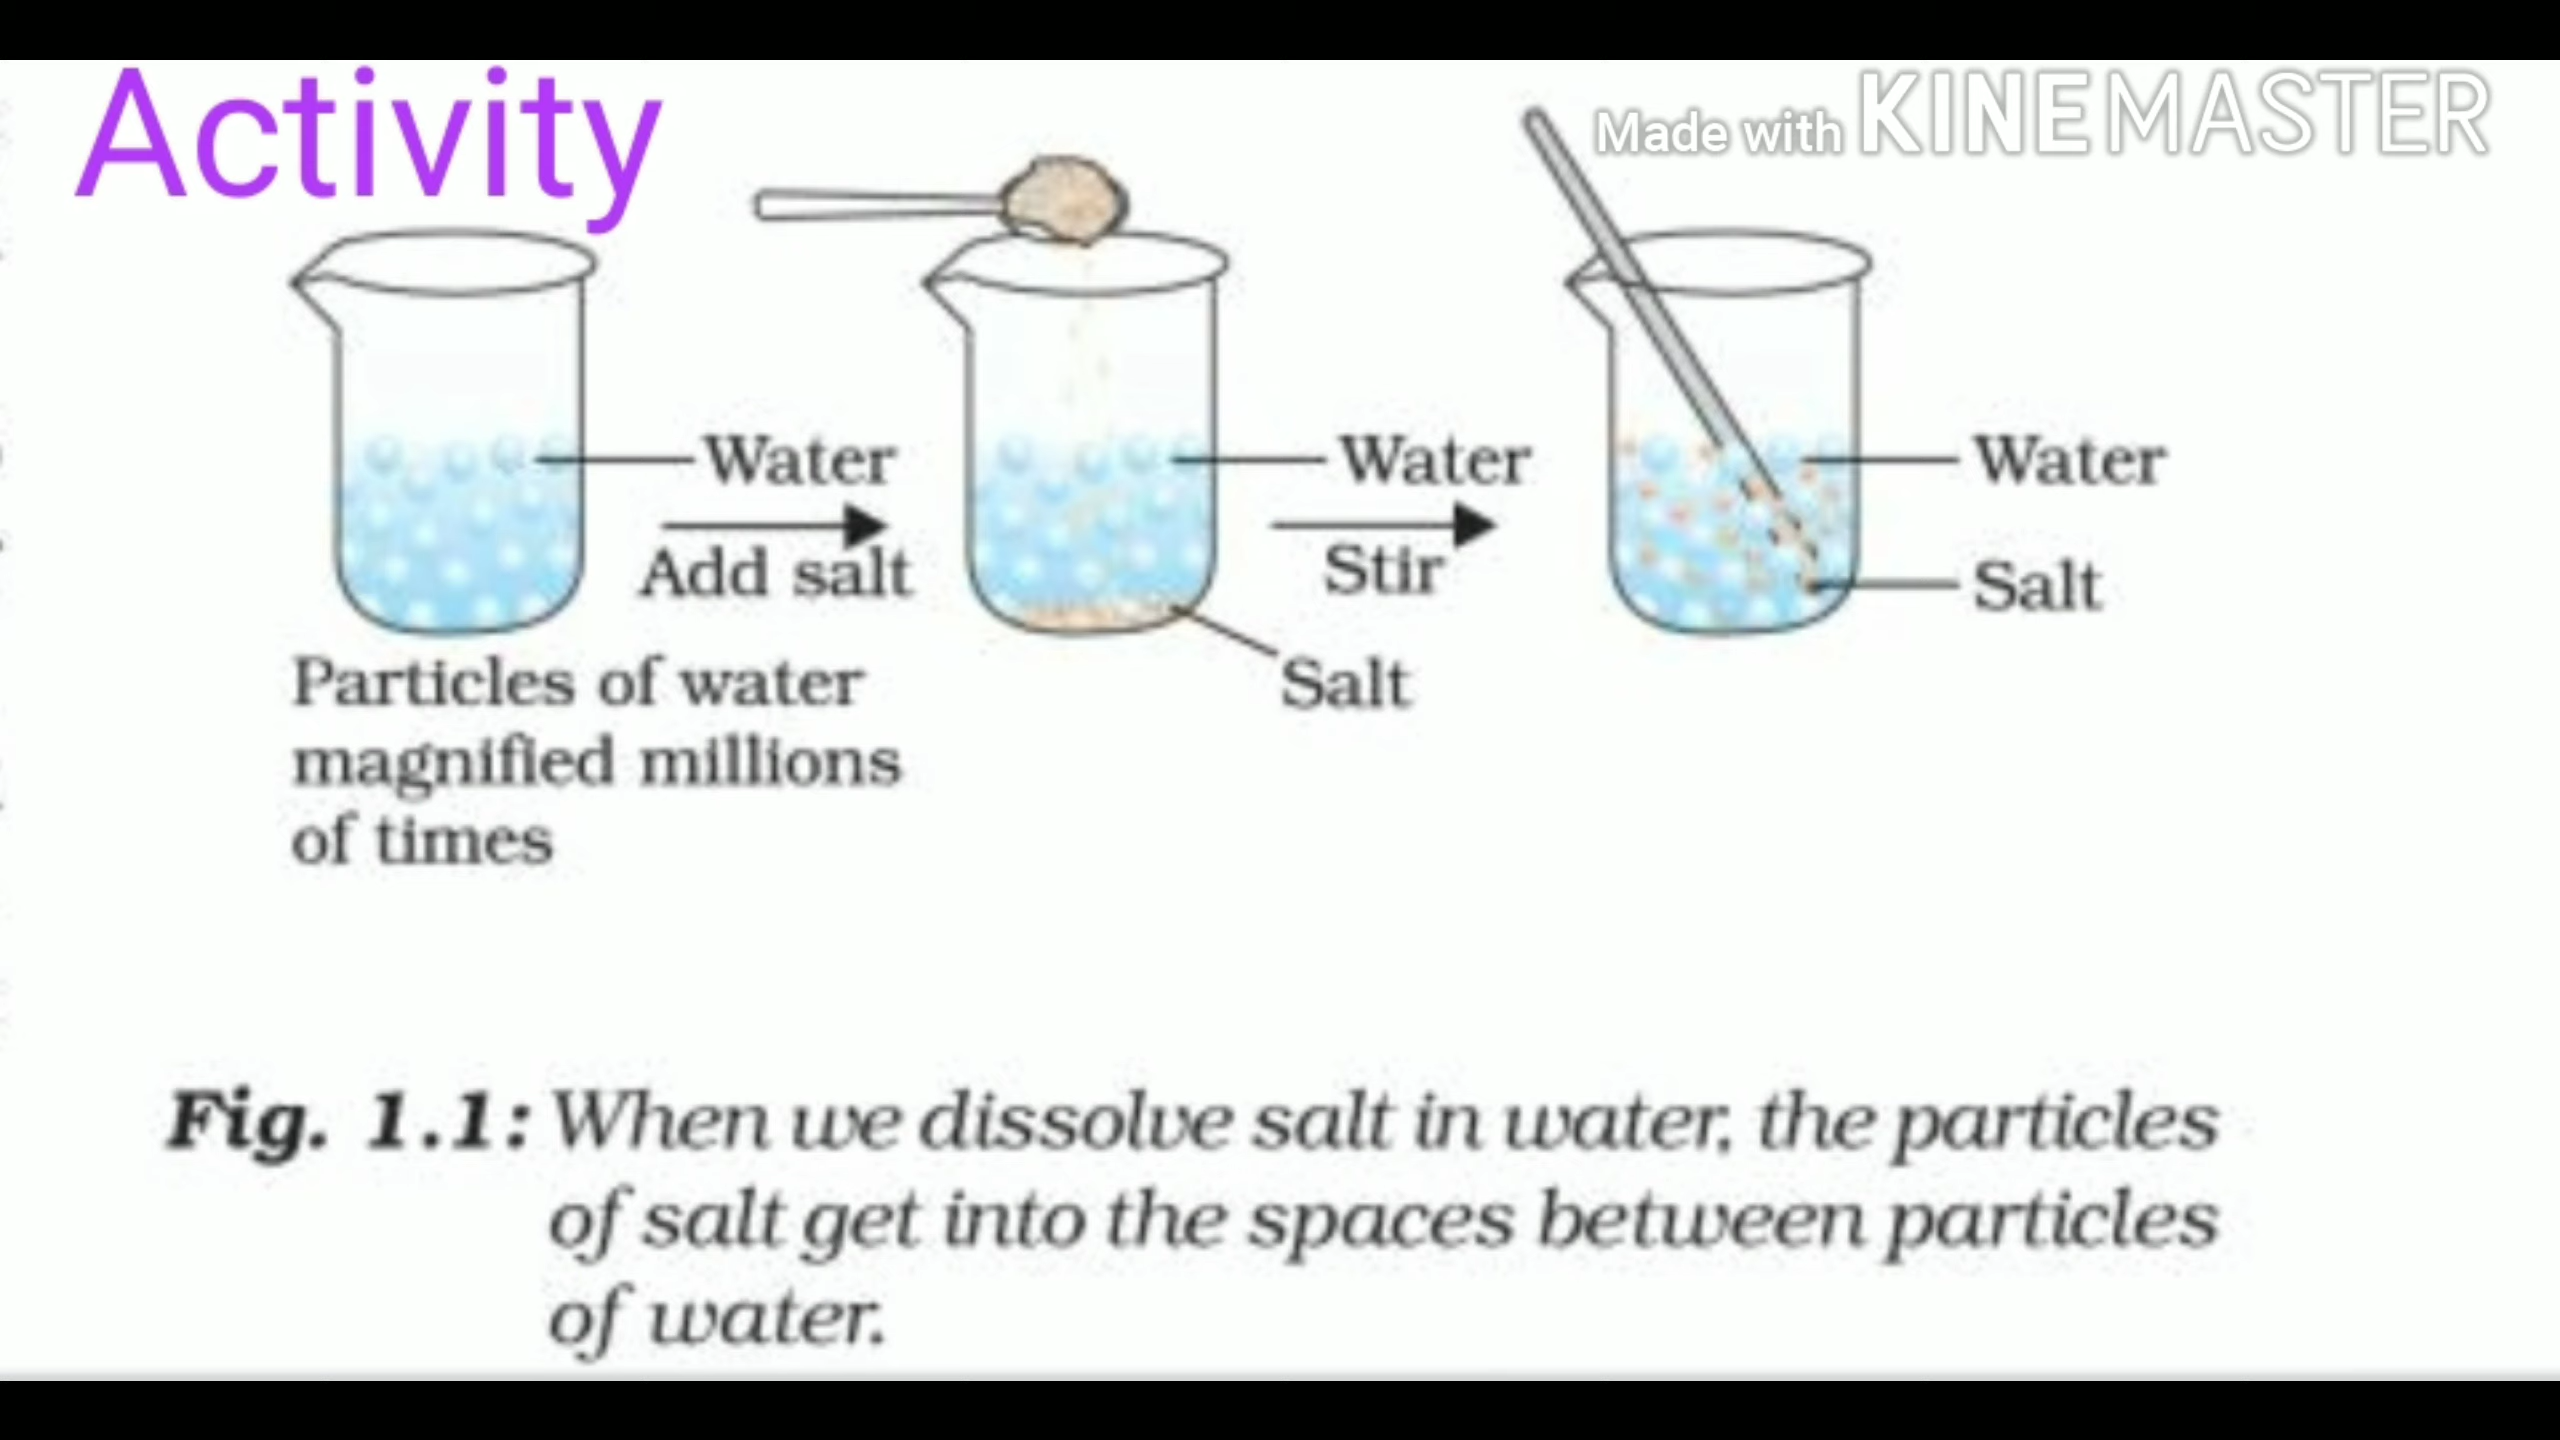 Activity
Made with KINEMASTER
Water
Add salt
Water
Stir
Salt
Water
Salt
Particles of water
magnified millions
of times
Fig. 1.1: When we dissolve salt in water, the particles
of salt get into the spaces between particles
of water.